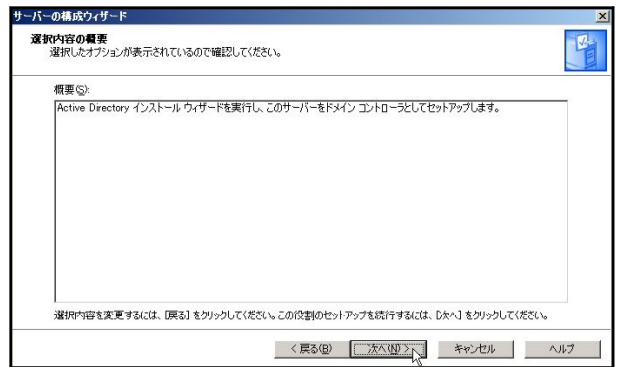 サーバーの構成ウィザード
選択内容の概要
選択したオプションが表示されているので確認してください。
概要(S):
Active Directory インストール ウィザードを実行し、このサーバーをドメイン コントローラとしてセットアップします。
選択内容を変更するには、[戻る] をクリックしてください。この役割のセットアップを続行するには、[次へ] をクリックしてください。
< 戻る(B) 次へ(N) > キャンセル ヘルプ